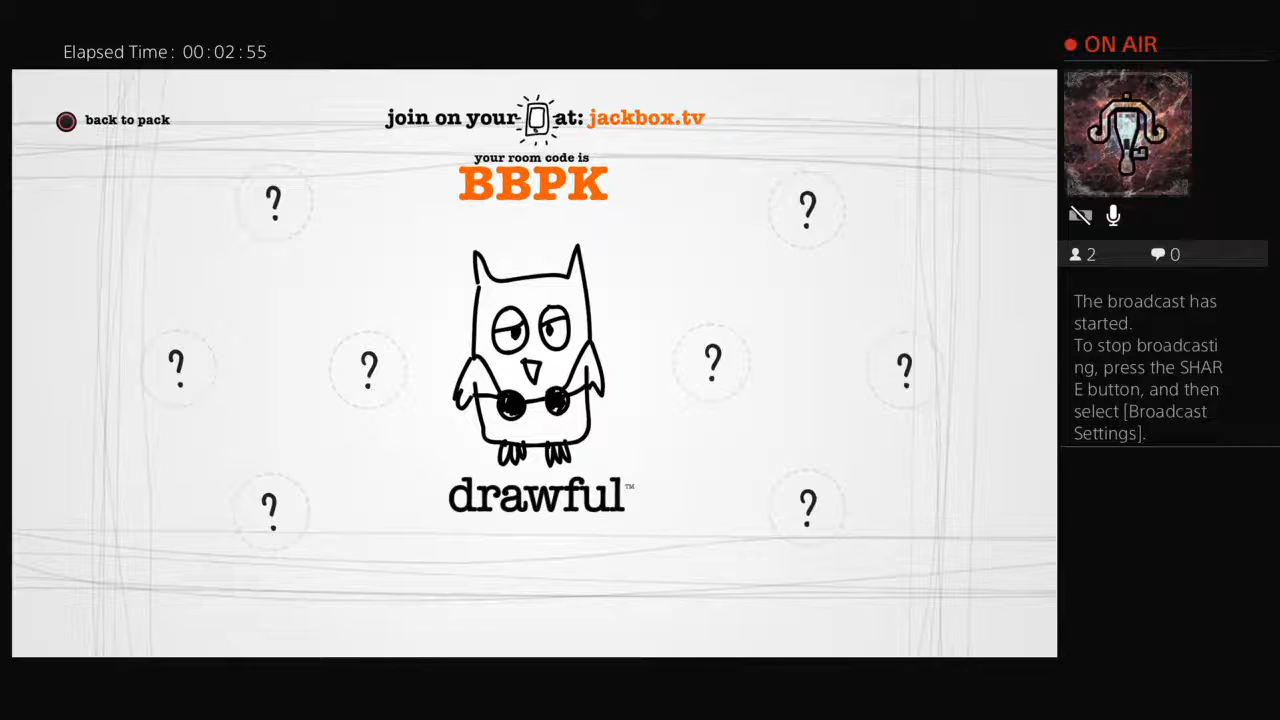 Elapsed Time: 00:02:55
ON AIR
back to pack
join on your at: jackbox.tv
your room code is
BBPK
?
?
?
?
?
?
?
?
drawful™
2
0
The broadcast has
started.
To stop broadcasti
ng, press the SHAR
E button, and then
select [Broadcast
Settings].